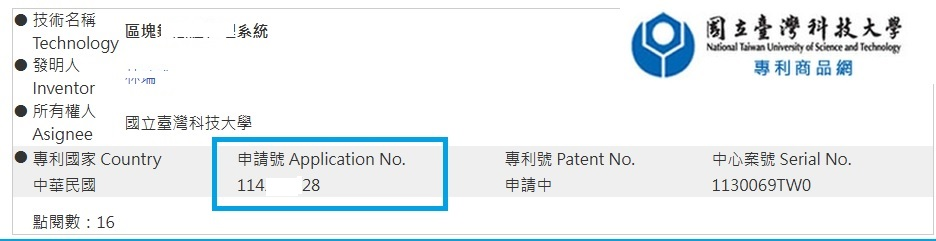 ● 技術名稱
Technology
區塊 系統
● 發明人
Inventor
● 所有權人
Asignee
國立臺灣科技大學
國立臺灣科技大學
National Taiwan University of Science and Technology
專利商品網
● 專利國家 Country 申請號 Application No. 專利號 Patent No. 中心案號 Serial No.
中華民國 114 28 申請中 1130069TW0
點閱數：16